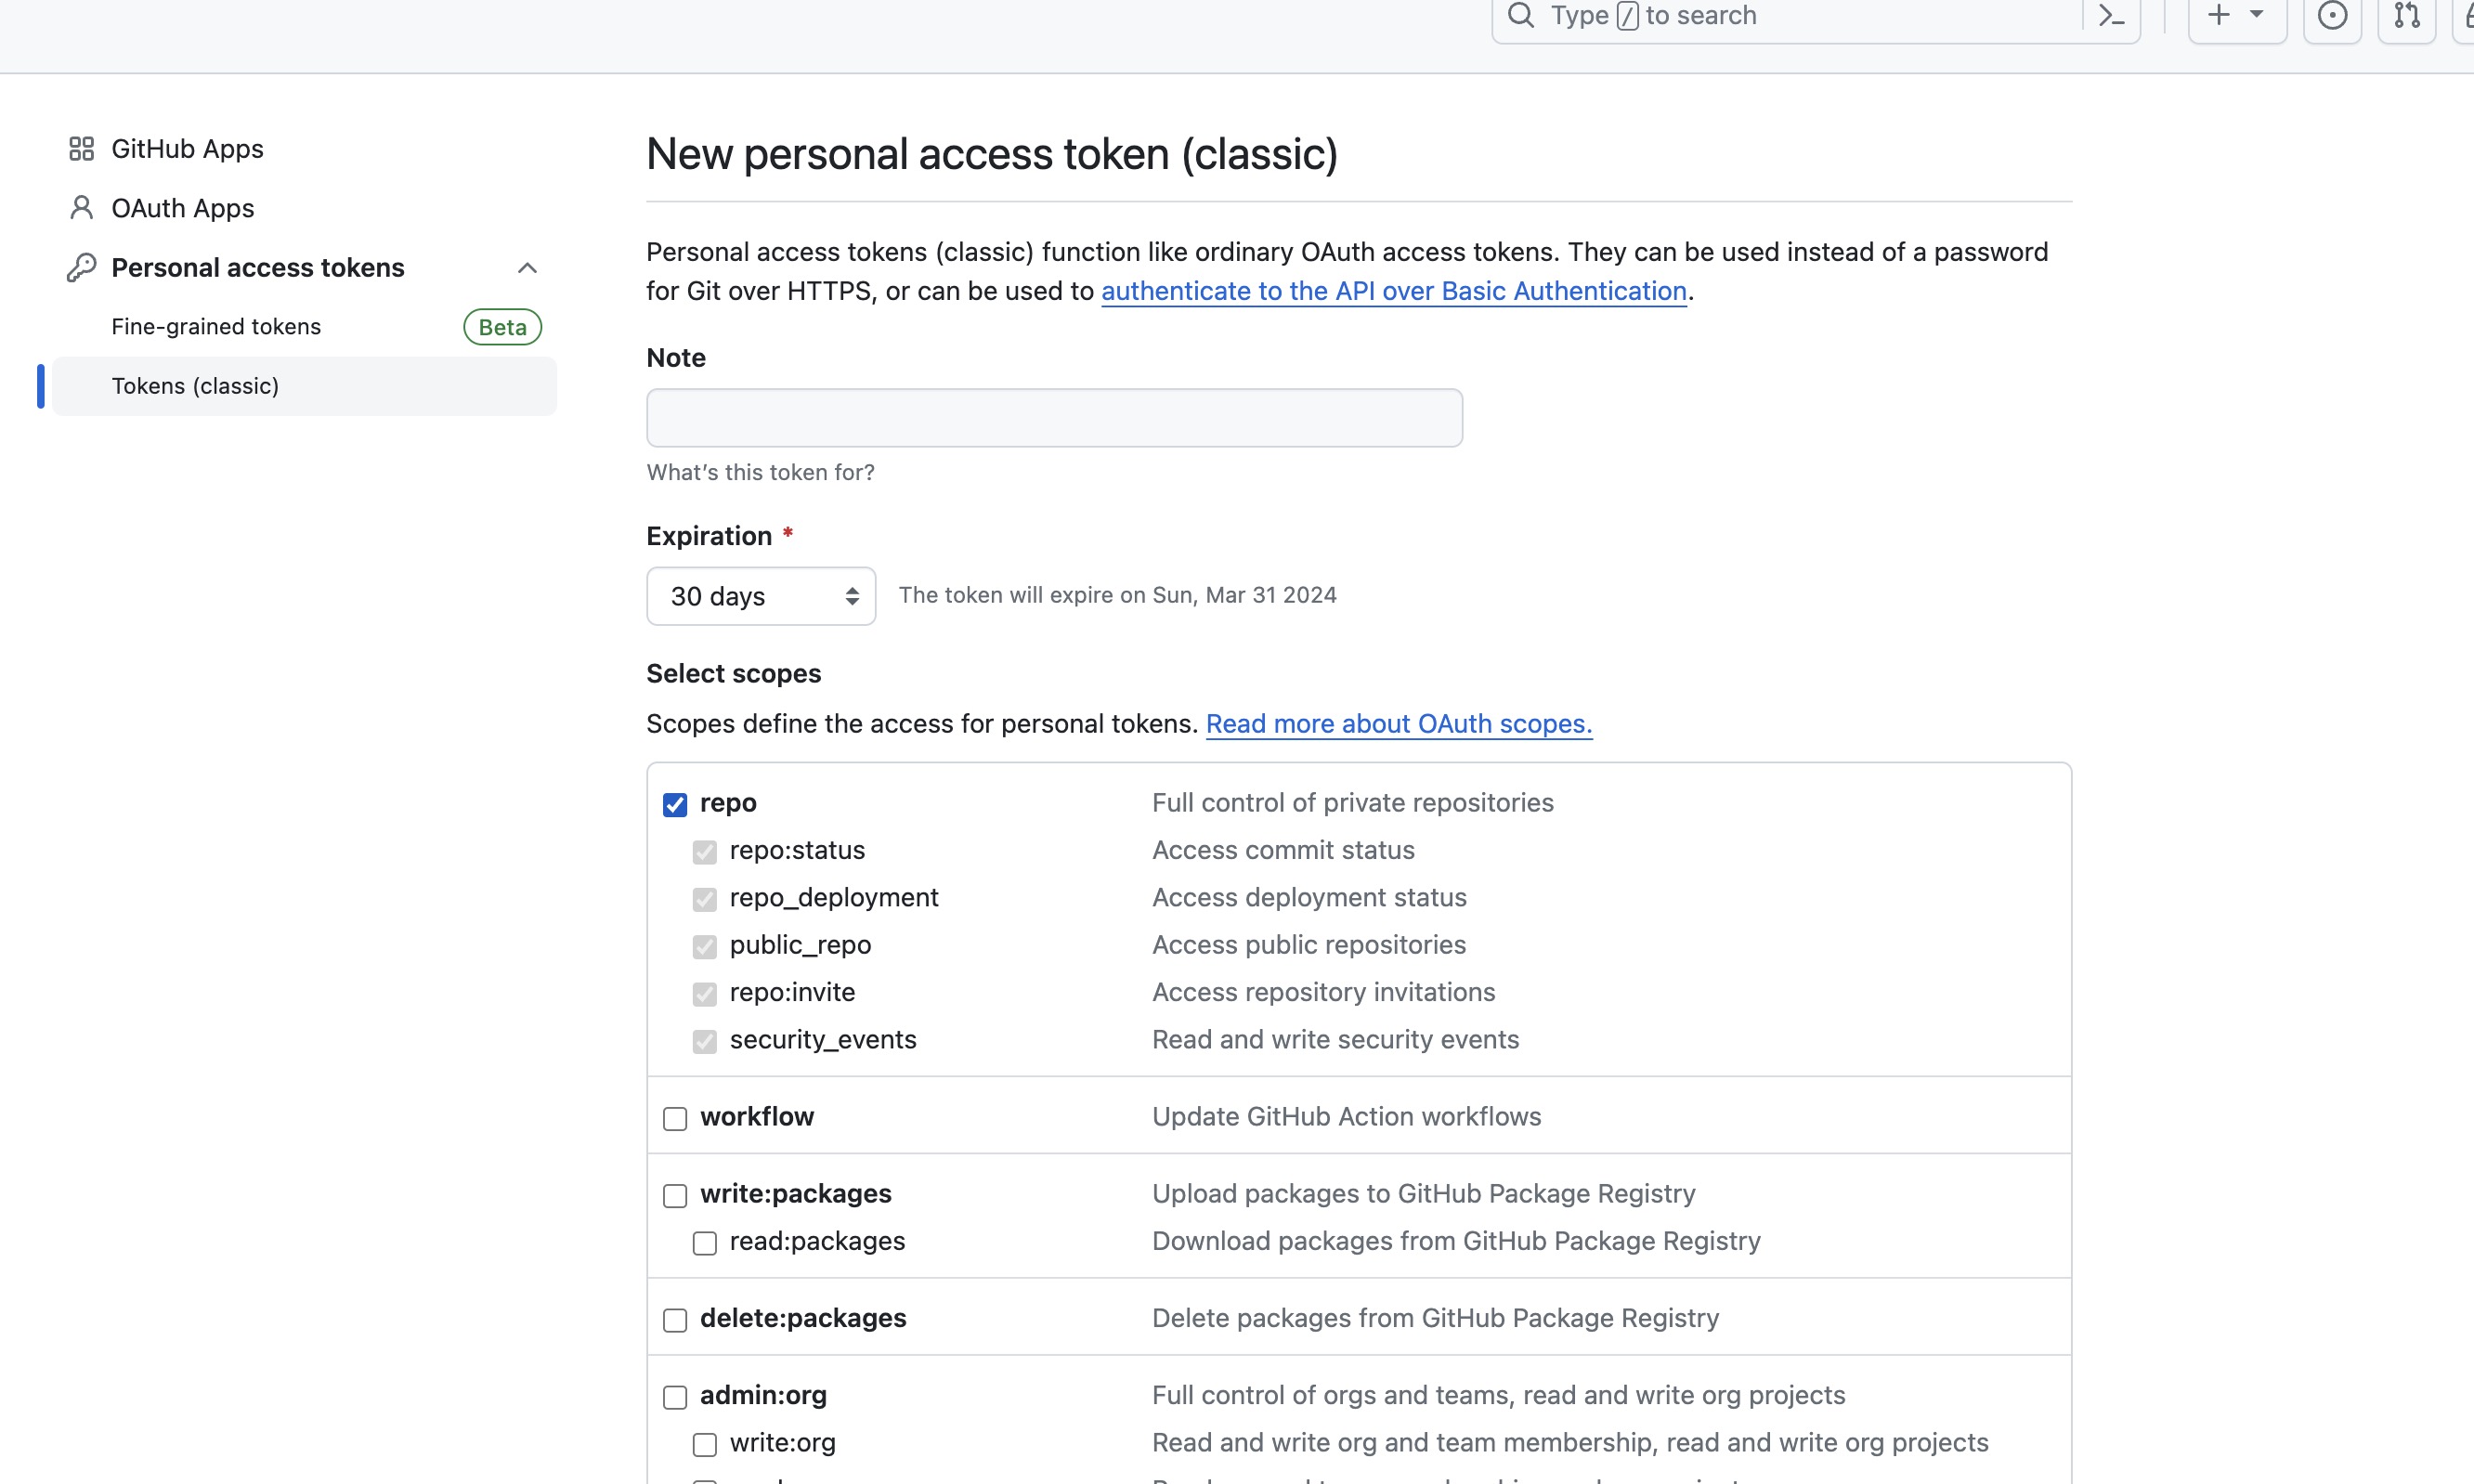 Type / to search
GitHub Apps
OAuth Apps
Personal access tokens
Fine-grained tokens Beta
Tokens (classic)
New personal access token (classic)
Personal access tokens (classic) function like ordinary OAuth access tokens. They can be used instead of a password
for Git over HTTPS, or can be used to authenticate to the API over Basic Authentication.
Note
What's this token for?
Expiration *
30 days The token will expire on Sun, Mar 31 2024
Select scopes
Scopes define the access for personal tokens. Read more about OAuth scopes.
repo Full control of private repositories
repo:status Access commit status
repo_deployment Access deployment status
public_repo Access public repositories
repo:invite Access repository invitations
security_events Read and write security events
workflow Update GitHub Action workflows
write:packages Upload packages to GitHub Package Registry
read:packages Download packages from GitHub Package Registry
delete:packages Delete packages from GitHub Package Registry
admin:org Full control of orgs and teams, read and write org projects
write:org Read and write org and team membership, read and write org projects